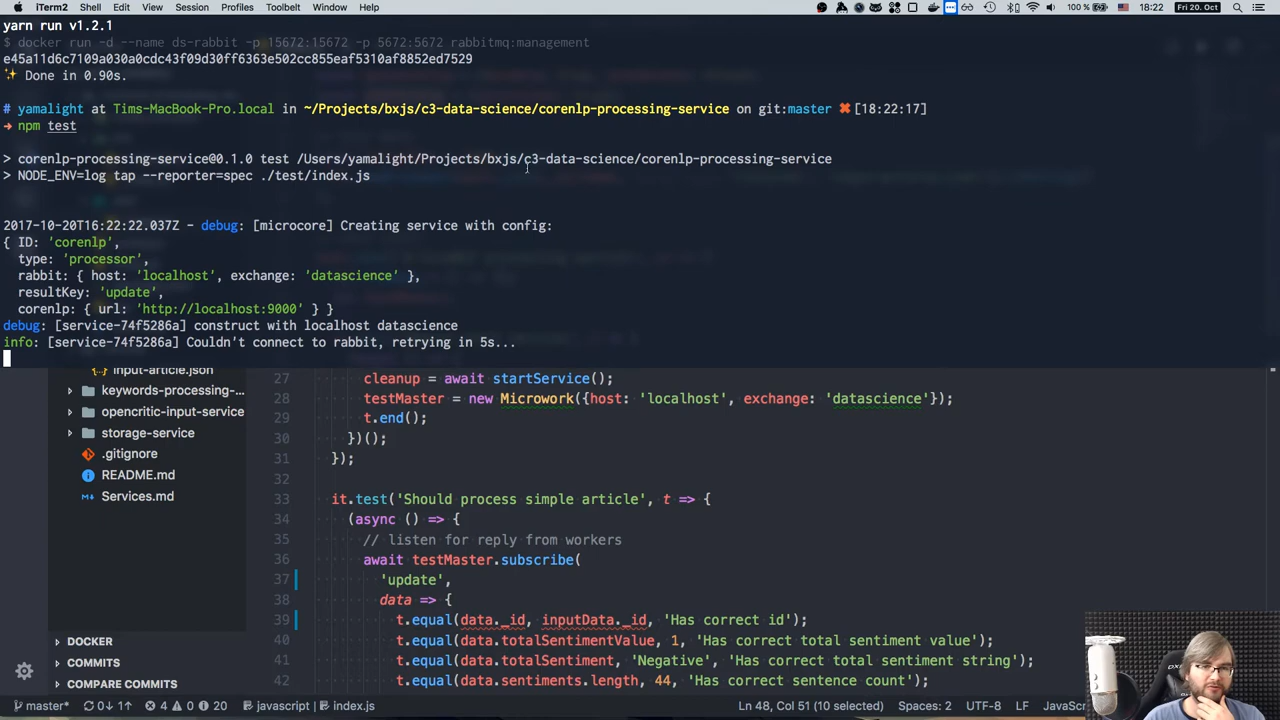 iTerm2 Shell Edit View Session Profiles Toolbelt Window Help 100 % 18:22 Fri 20. Oct
yarn run v1.2.1
$ docker run -d --name ds-rabbit -p 15672:15672 -p 5672:5672 rabbitmq:management
e45a11d6c7109a030a0cdc43f09d30ff6363e502cc855eaf5310af8852ed7529
✨ Done in 0.90s.
# yamalight at Tims-MacBook-Pro.local in ~/Projects/bxjs/c3-data-science/corenlp-processing-service on git:master ✖ [18:22:17]
→ npm test
> corenlp-processing-service@0.1.0 test /Users/yamalight/Projects/bxjs/c3-data-science/corenlp-processing-service
> NODE_ENV=log tap --reporter=spec ./test/index.js
2017-10-20T16:22:22.037Z - debug: [microcore] Creating service with config:
{ ID: 'corenlp',
type: 'processor',
rabbit: { host: 'localhost', exchange: 'datascience' },
resultKey: 'update',
corenlp: { url: 'http://localhost:9000' } }
debug: [service-74f5286a] construct with localhost datascience
info: [service-74f5286a] Couldn't connect to rabbit, retrying in 5s...
input-article.json
keywords-processing-...
opencritic-input-service
storage-service
.gitignore
README.md
Services.md
DOCKER
COMMITS
COMPARE COMMITS
27 cleanup = await startService();
28 testMaster = new Microwork({host: 'localhost', exchange: 'datascience'});
29 t.end();
30 })();
31 });
32
33 it.test('Should process simple article', t => {
34 (async () => {
35 // listen for reply from workers
36 await testMaster.subscribe(
37 'update',
38 data => {
39 t.equal(data._id, inputData._id, 'Has correct id');
40 t.equal(data.totalSentimentValue, 1, 'Has correct total sentiment value');
41 t.equal(data.totalSentiment, 'Negative', 'Has correct total sentiment string');
42 t.equal(data.sentiments.length, 44, 'Has correct sentence count');
master* 0↓ 1↑ 4 0 20 javascript | index.js Ln 48, Col 51 (10 selected) Spaces: 2 UTF-8 LF JavaSc